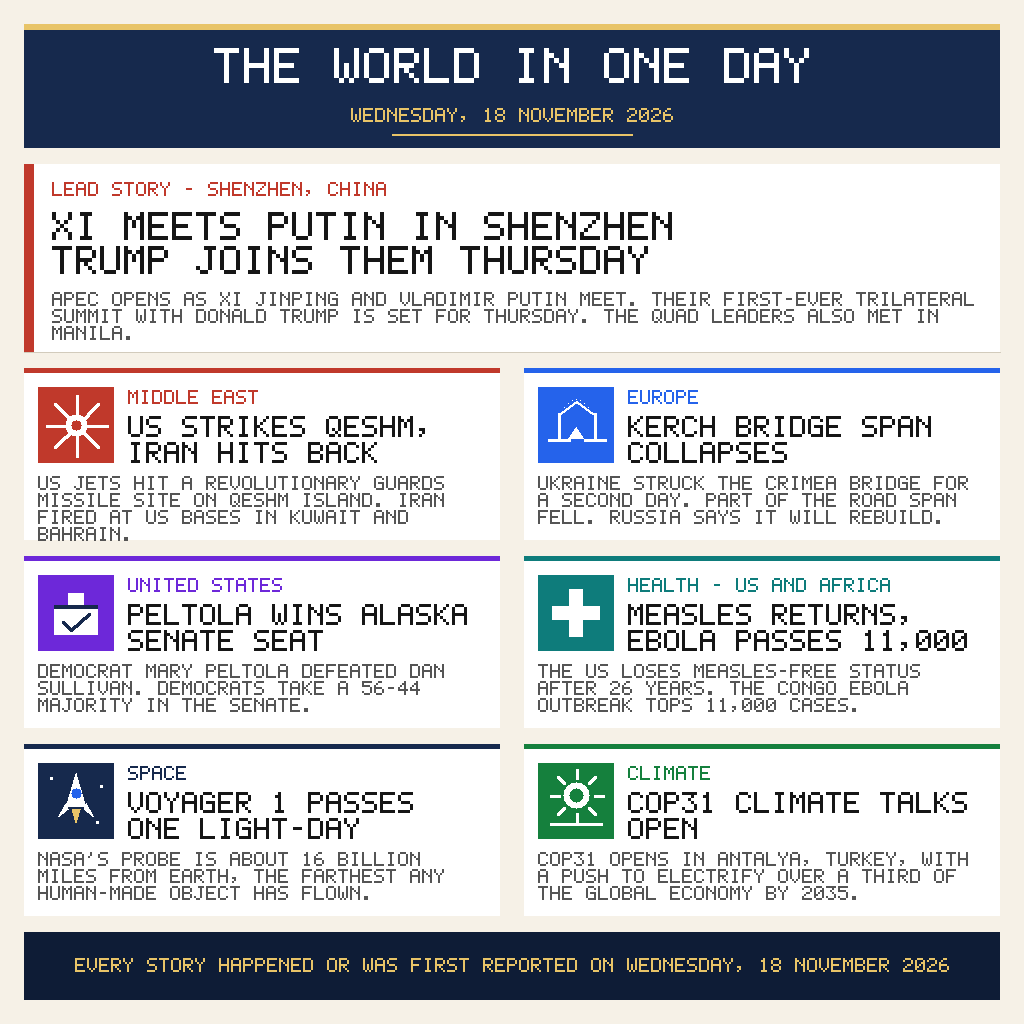 THE WORLD IN ONE DAY
WEDNESDAY, 18 NOVEMBER 2026
LEAD STORY - SHENZHEN, CHINA
XI MEETS PUTIN IN SHENZHEN
TRUMP JOINS THEM THURSDAY
APEC OPENS AS XI JINPING AND VLADIMIR PUTIN MEET. THEIR FIRST-EVER TRILATERAL
SUMMIT WITH DONALD TRUMP IS SET FOR THURSDAY. THE QUAD LEADERS ALSO MET IN
MANILA.
MIDDLE EAST
US STRIKES QESHM,
IRAN HITS BACK
US JETS HIT A REVOLUTIONARY GUARDS
MISSILE SITE ON QESHM ISLAND. IRAN
FIRED AT US BASES IN KUWAIT AND
BAHRAIN.
EUROPE
KERCH BRIDGE SPAN
COLLAPSES
UKRAINE STRUCK THE CRIMEA BRIDGE FOR
A SECOND DAY. PART OF THE ROAD SPAN
FELL. RUSSIA SAYS IT WILL REBUILD.
UNITED STATES
PELTOLA WINS ALASKA
SENATE SEAT
DEMOCRAT MARY PELTOLA DEFEATED DAN
SULLIVAN. DEMOCRATS TAKE A 56-44
MAJORITY IN THE SENATE.
HEALTH - US AND AFRICA
MEASLES RETURNS,
EBOLA PASSES 11,000
THE US LOSES MEASLES-FREE STATUS
AFTER 26 YEARS. THE CONGO EBOLA
OUTBREAK TOPS 11,000 CASES.
SPACE
VOYAGER 1 PASSES
ONE LIGHT-DAY
NASA'S PROBE IS ABOUT 16 BILLION
MILES FROM EARTH, THE FARTHEST ANY
HUMAN-MADE OBJECT HAS FLOWN.
CLIMATE
COP31 CLIMATE TALKS
OPEN
COP31 OPENS IN ANTALYA, TURKEY, WITH
A PUSH TO ELECTRIFY OVER A THIRD OF
THE GLOBAL ECONOMY BY 2035.
EVERY STORY HAPPENED OR WAS FIRST REPORTED ON WEDNESDAY, 18 NOVEMBER 2026